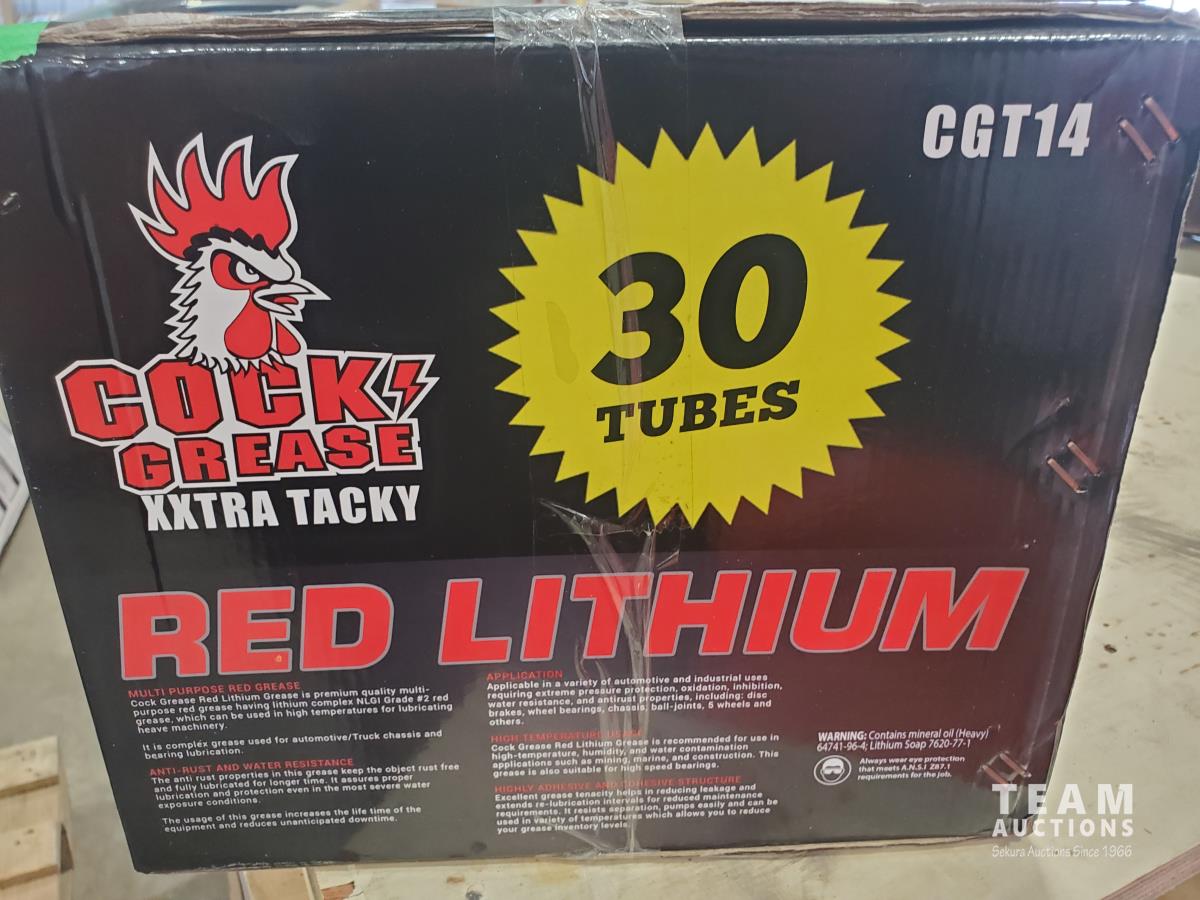 CGT14
30
TUBES
COCK
GREASE
XXTRA TACKY
RED LITHIUM
MULTI PURPOSE RED GREASE
Cock Grease Red Lithium Grease is premium quality multi-
purpose red grease having lithium complex NLGI Grade #2 red
grease, which can be used in high temperatures for lubricating
heave machinery.
It is complex grease used for automotive/Truck chassis and
bearing lubrication.
ANTI-RUST AND WATER RESISTANCE
The anti rust properties in this grease keep the object rust free
and fully lubricated for longer time. It assures proper
lubrication and protection even in the most severe water
exposure conditions.
The usage of this grease increases the life time of the
equipment and reduces unanticipated downtime.
APPLICATION
Applicable in a variety of automotive and industrial uses
requiring extreme pressure protection, oxidation, inhibition,
water resistance, and antirust properties, including: disc
brakes, wheel bearings, chassis, ball-joints, 5 wheels and
others.
HIGH TEMPERATURE USAGE
Cock Grease Red Lithium Grease is recommended for use in
high-temperature, humidity, and water contamination
applications such as mining, marine, and construction. This
grease is also suitable for high speed bearings.
HIGHLY ADHESIVE AND COHESIVE STRUCTURE
Excellent grease tenacity helps in reducing leakage and
extends re-lubrication intervals for reduced maintenance
requirements. It resists separation, pumps easily and can be
used in variety of temperatures which allows you to reduce
your grease inventory levels.
WARNING: Contains mineral oil (Heavy)
64741-96-4; Lithium Soap 7620-77-1
Always wear eye protection
that meets A.N.S.I Z87.1
requirements for the job.
TEAM
AUCTIONS
Sekura Auctions Since 1966